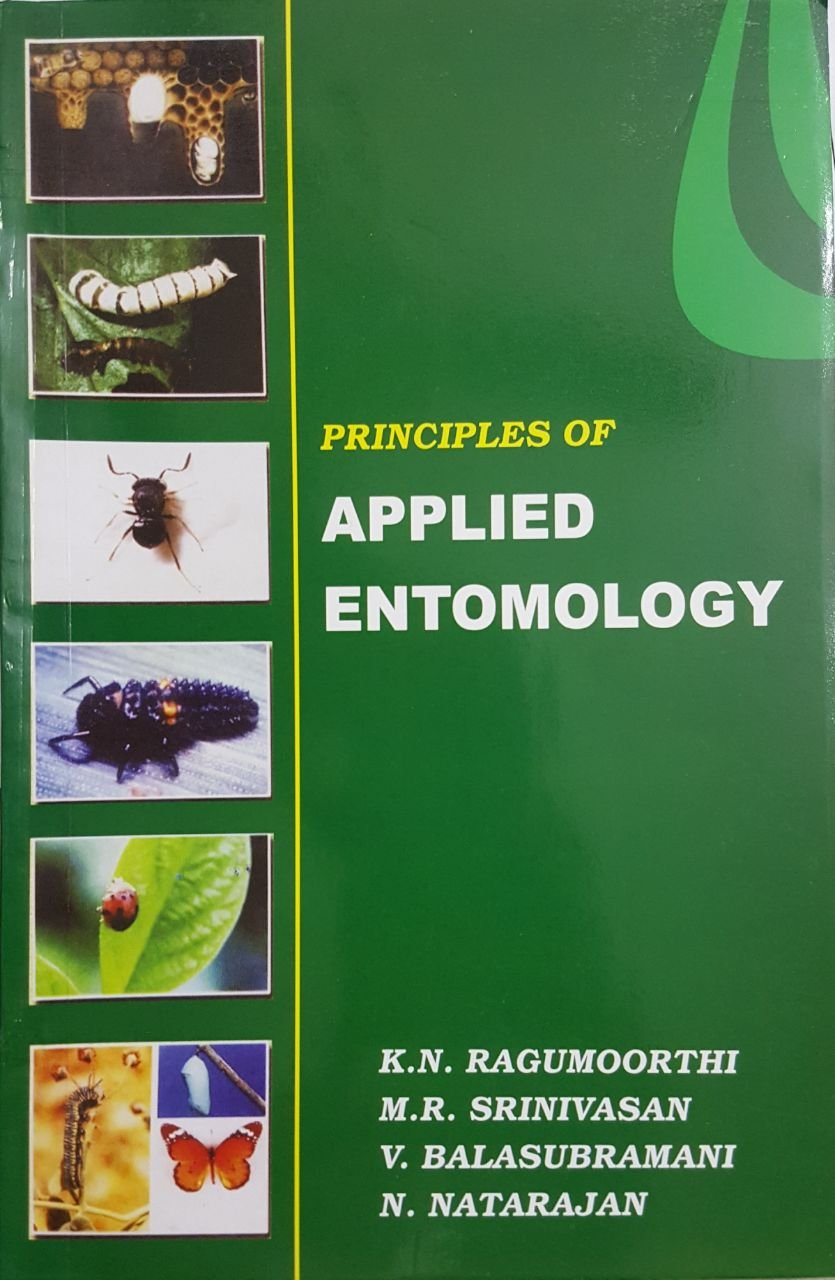 PRINCIPLES OF
APPLIED
ENTOMOLOGY
K.N. RAGUMOORTHI
M.R. SRINIVASAN
V. BALASUBRAMANI
N. NATARAJAN